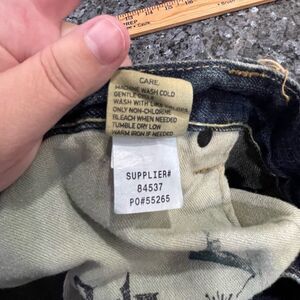 CARE
MACHINE WASH COLD
GENTLE CYCLE
WASH WITH LIKE COLORS
ONLY NON-CHLORINE
BLEACH WHEN NEEDED
TUMBLE DRY LOW
WARM IRON IF NEEDED
SUPPLIER#
84537
PO#55265